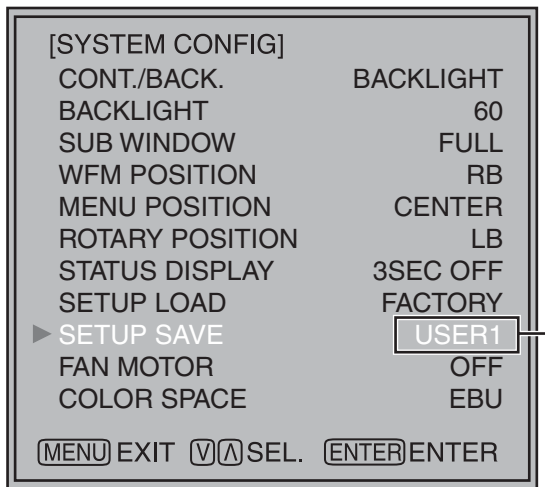 [SYSTEM CONFIG]
CONT./BACK. BACKLIGHT
BACKLIGHT 60
SUB WINDOW FULL
WFM POSITION RB
MENU POSITION CENTER
ROTARY POSITION LB
STATUS DISPLAY 3SEC OFF
SETUP LOAD FACTORY
▶ SETUP SAVE USER1
FAN MOTOR OFF
COLOR SPACE EBU
MENU EXIT V Λ SEL. ENTER ENTER